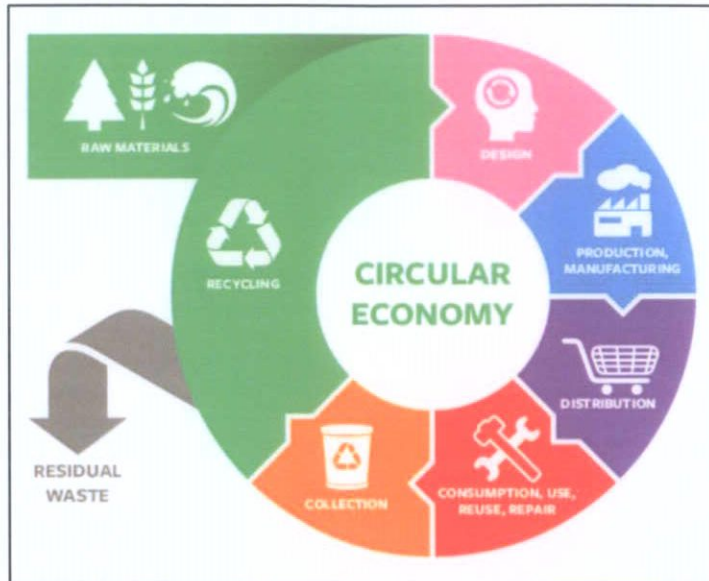 RAW MATERIALS
DESIGN
PRODUCTION,
MANUFACTURING
RECYCLING
CIRCULAR
ECONOMY
DISTRIBUTION
RESIDUAL
WASTE
COLLECTION
CONSUMPTION, USE,
REUSE, REPAIR